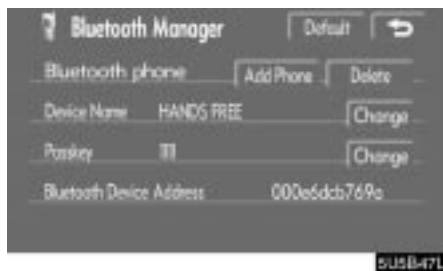 Bluetooth Manager Default
Bluetooth phone Add Phone Delete
Device Name HANDS FREE Change
Passkey 1111 Change
Bluetooth Device Address 000e6dcb769a
5US847L